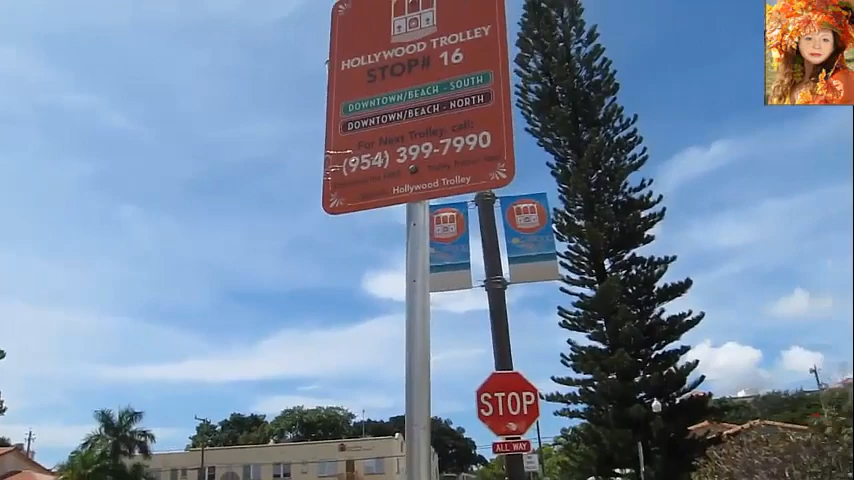 HOLLYWOOD TROLLEY
STOP# 16
DOWNTOWN/BEACH - SOUTH
DOWNTOWN/BEACH - NORTH
For Next Trolley, call:
(954) 399-7990
Hollywood Trolley
STOP
ALL WAY